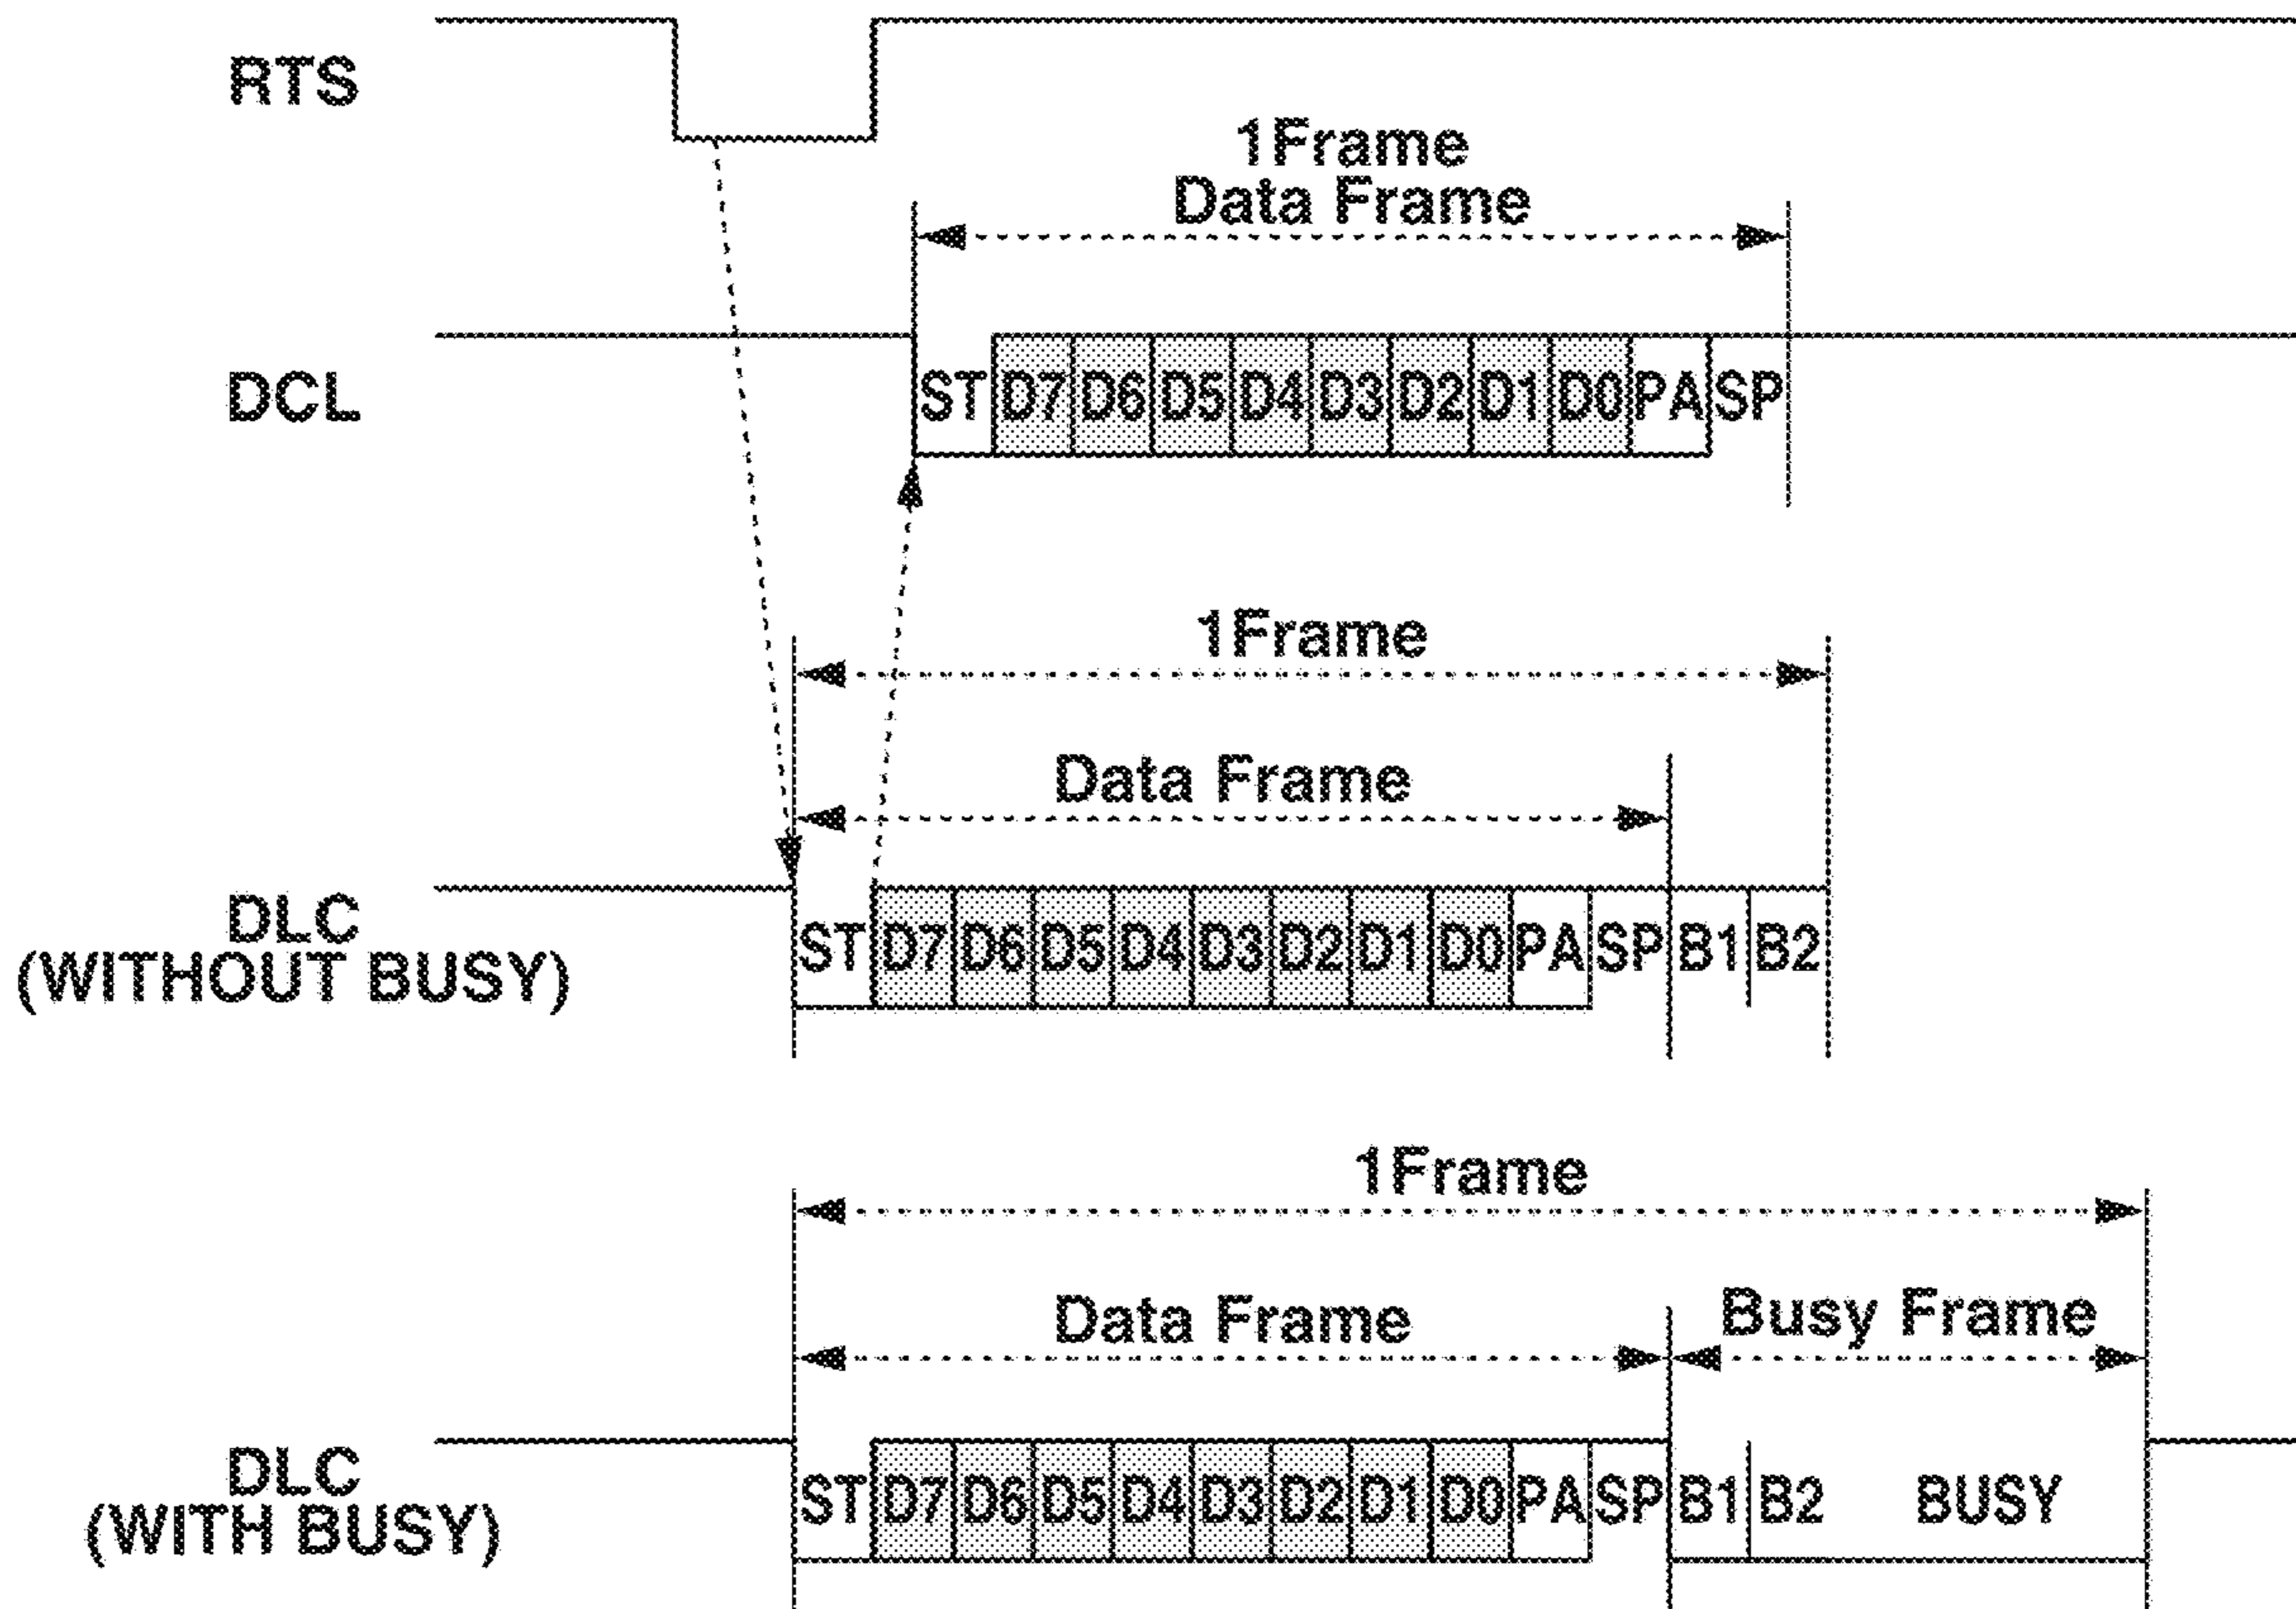 RTS
1Frame
Data Frame
DCL
ST D7 D6 D5 D4 D3 D2 D1 D0 PA SP
1Frame
Data Frame
DLC
(WITHOUT BUSY)
ST D7 D6 D5 D4 D3 D2 D1 D0 PA SP B1 B2
1Frame
Data Frame Busy Frame
DLC
(WITH BUSY)
ST D7 D6 D5 D4 D3 D2 D1 D0 PA SP B1 B2 BUSY